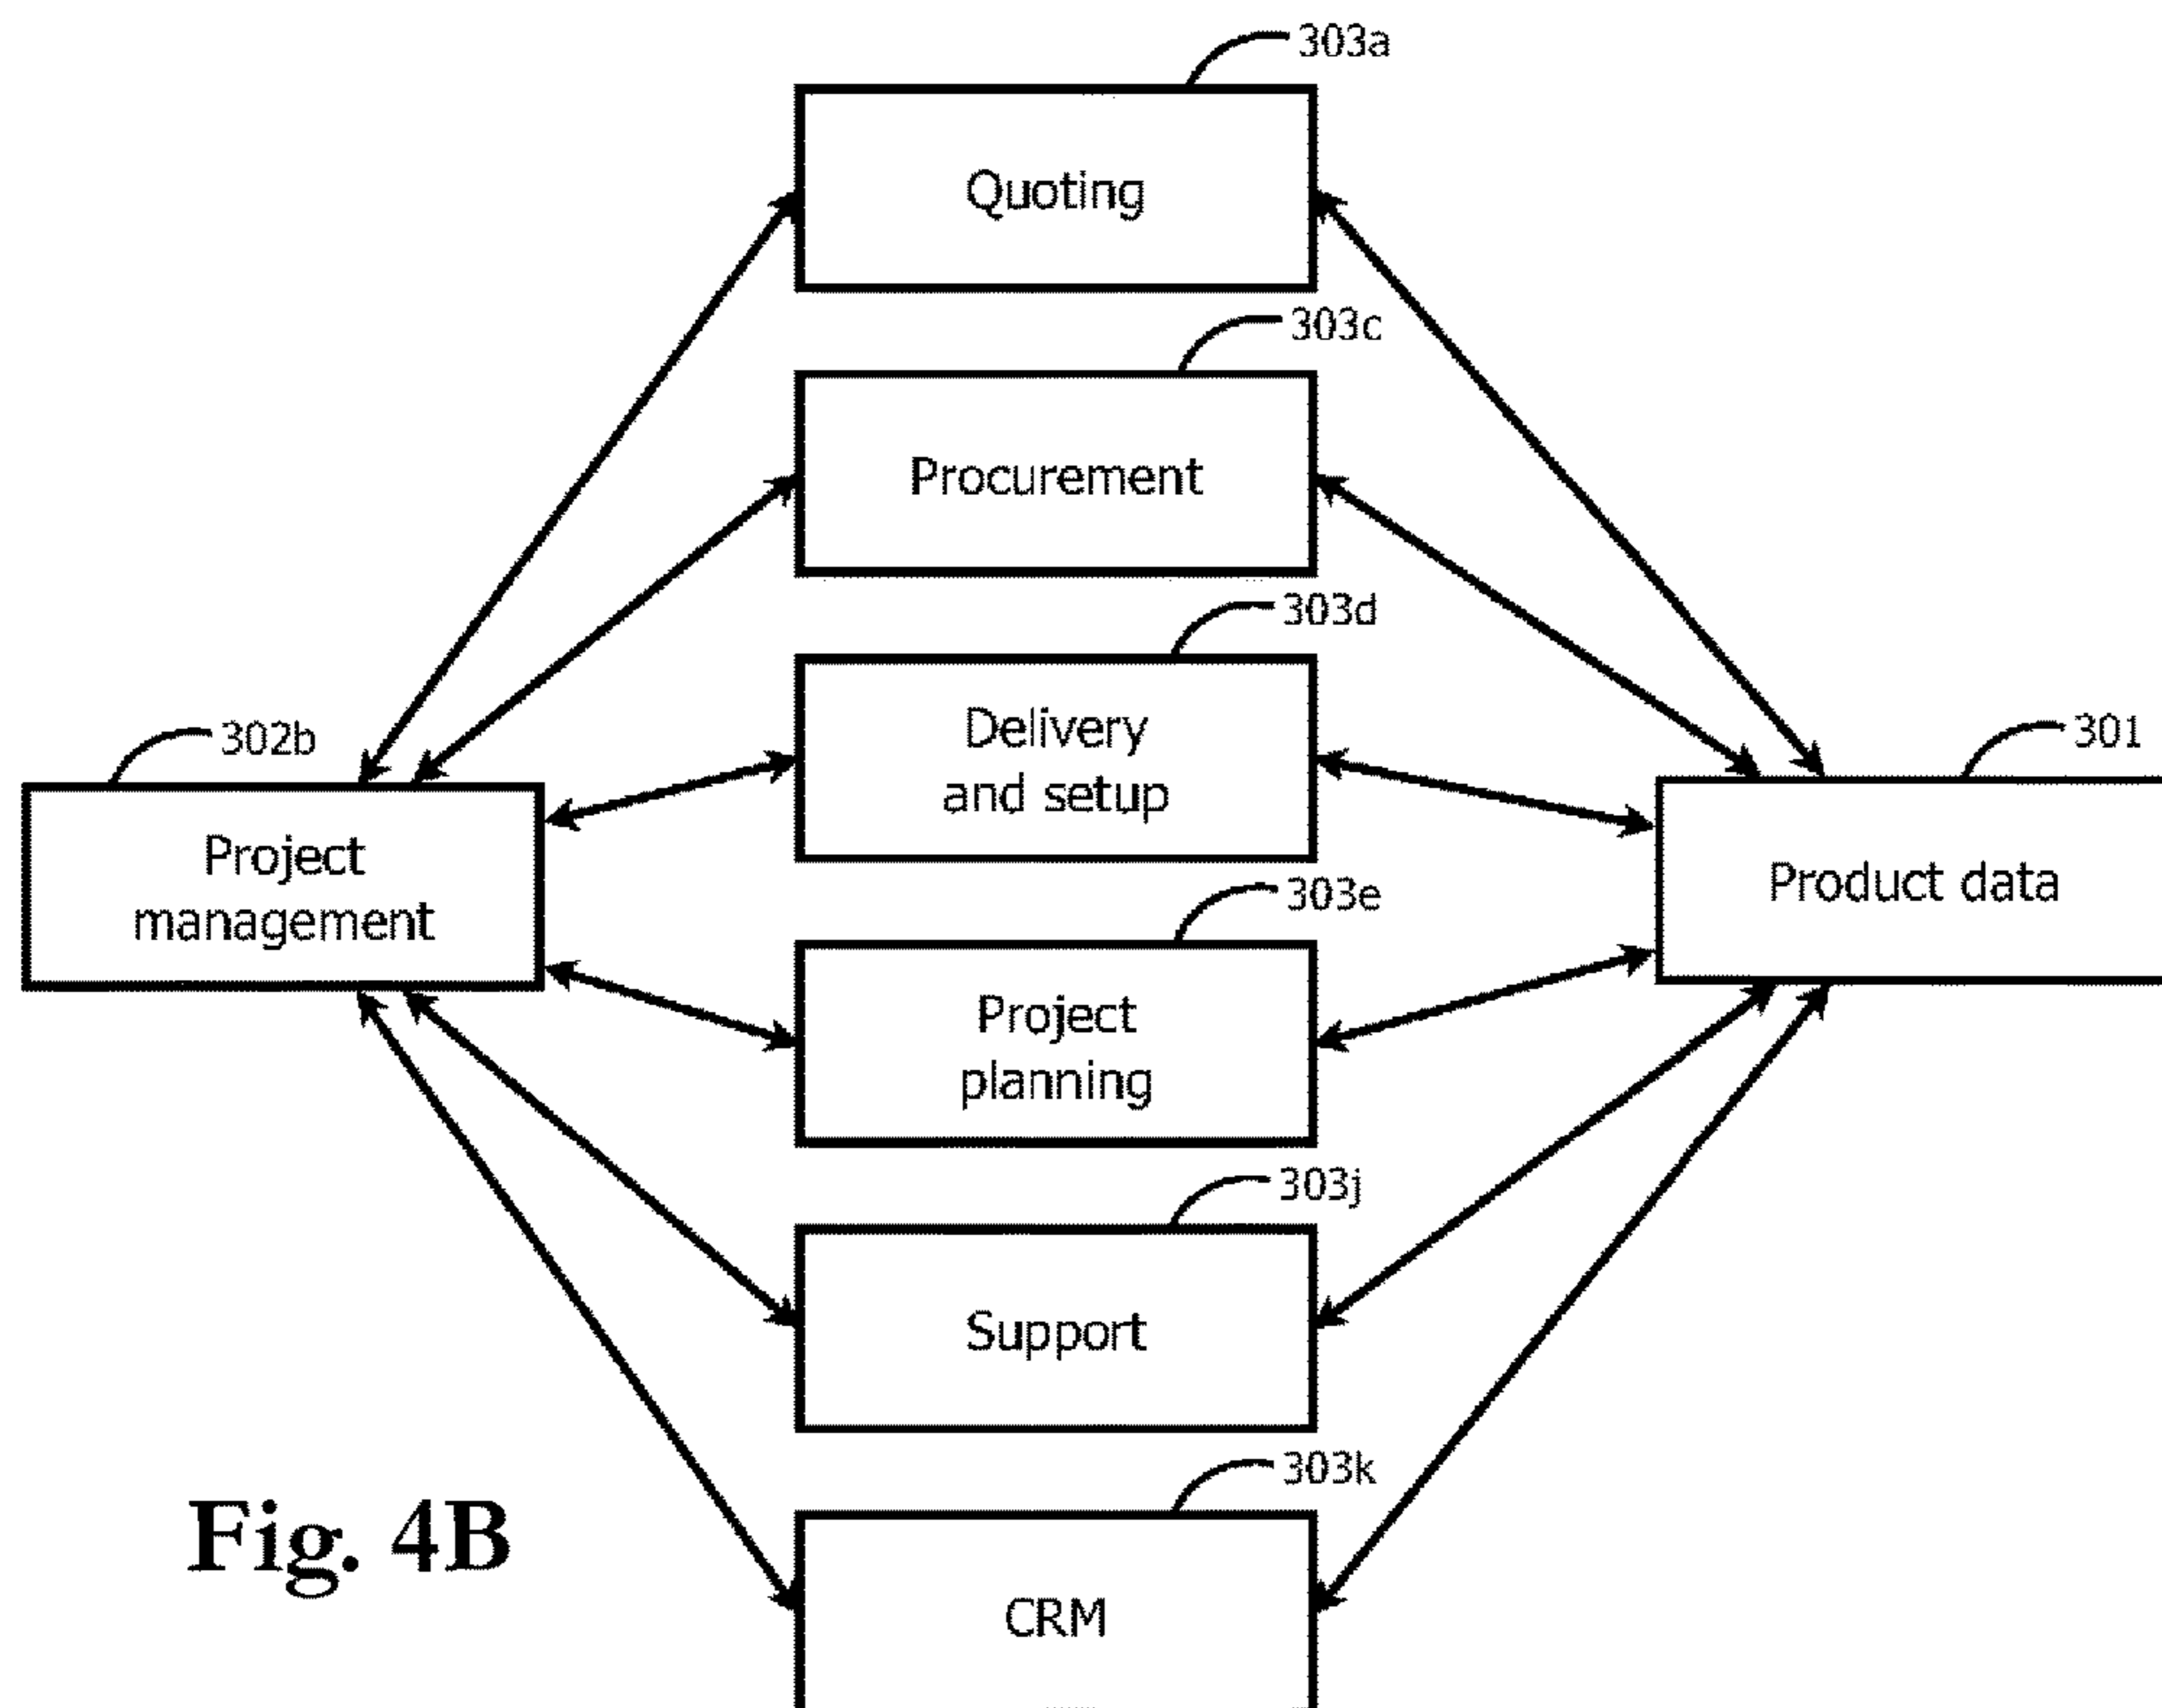 303a
Quoting
303c
Procurement
303d
Delivery
and setup
302b
Project
management
301
Product data
303e
Project
planning
303j
Support
303k
CRM
Fig. 4B